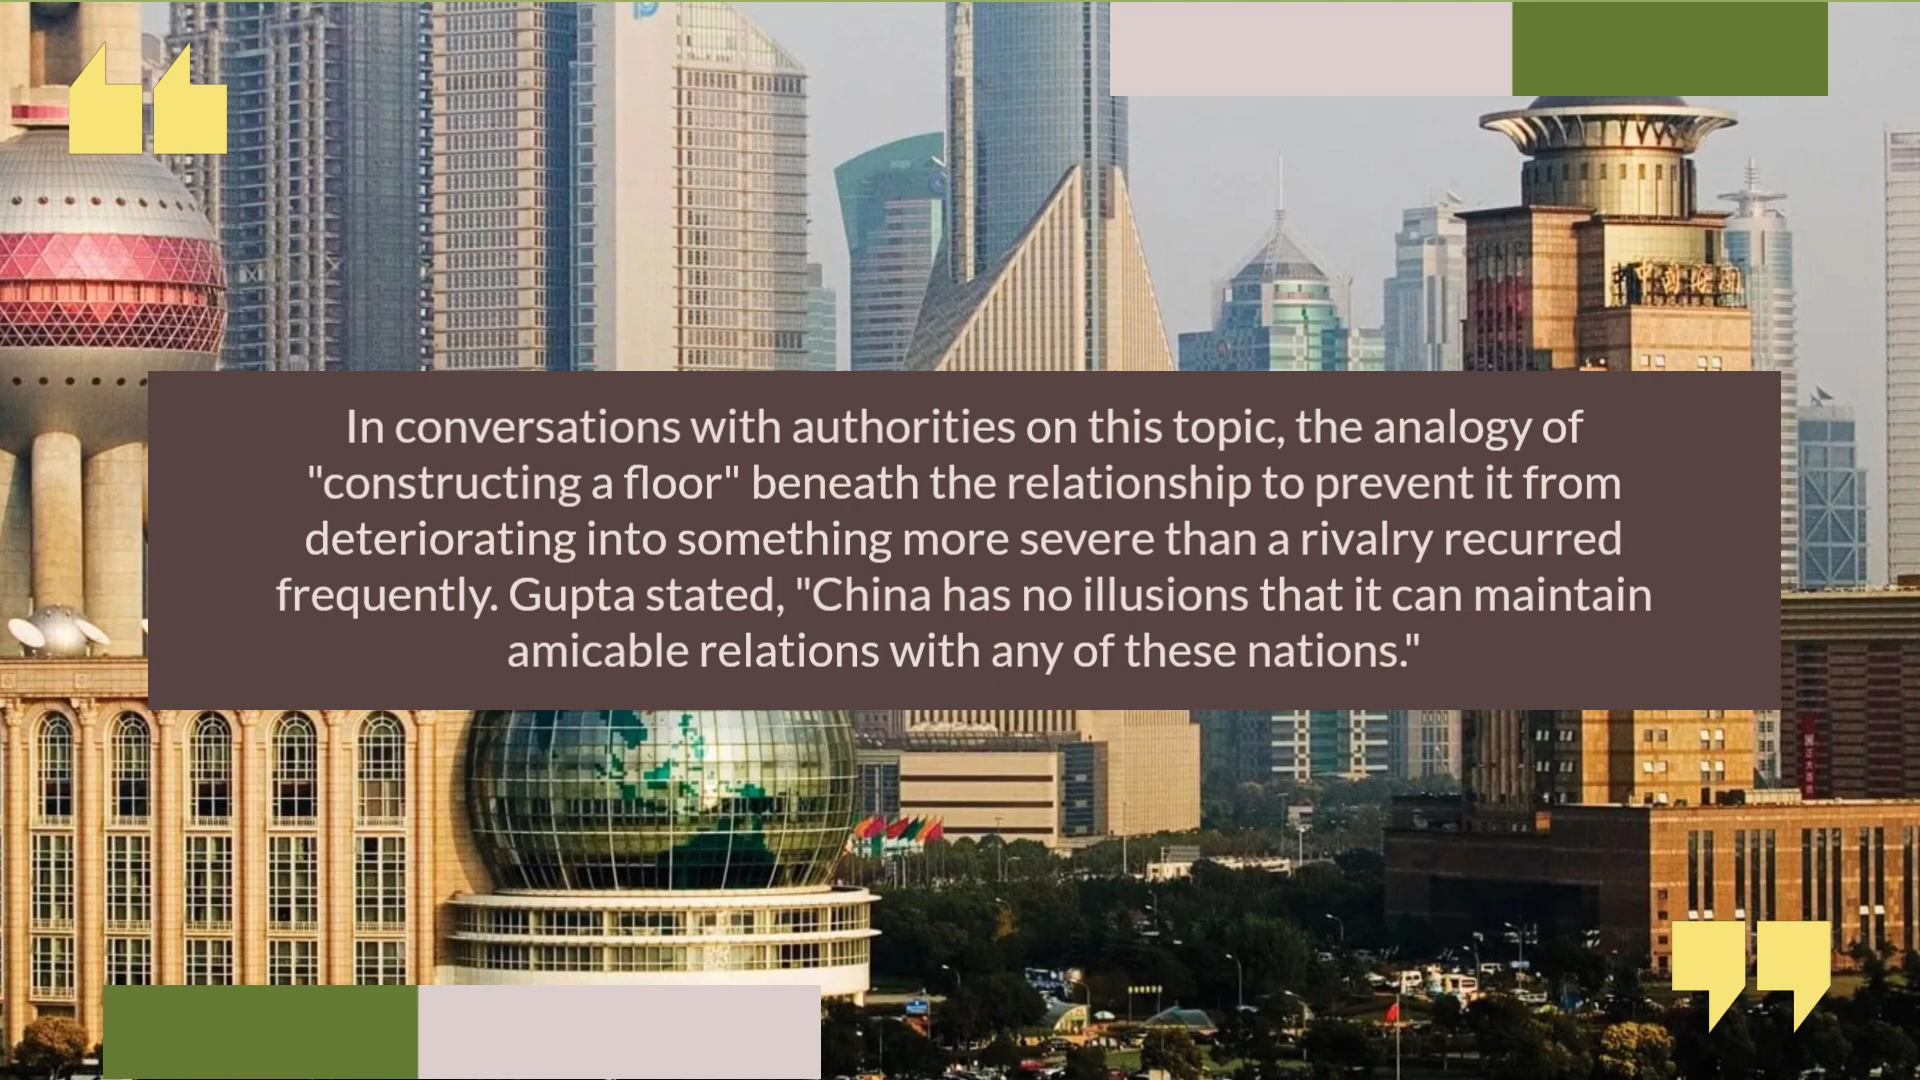 In conversations with authorities on this topic, the analogy of
"constructing a floor" beneath the relationship to prevent it from
deteriorating into something more severe than a rivalry recurred
frequently. Gupta stated, "China has no illusions that it can maintain
amicable relations with any of these nations."